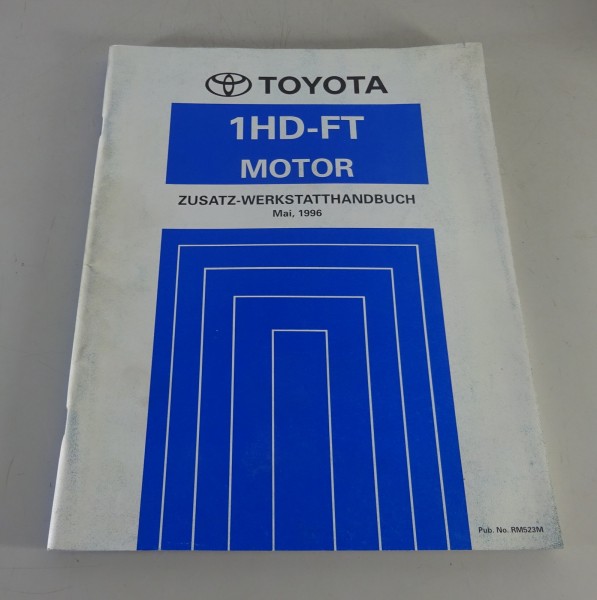 TOYOTA
1HD-FT
MOTOR
ZUSATZ-WERKSTATTHANDBUCH
Mai, 1996
Pub. No. RM523M